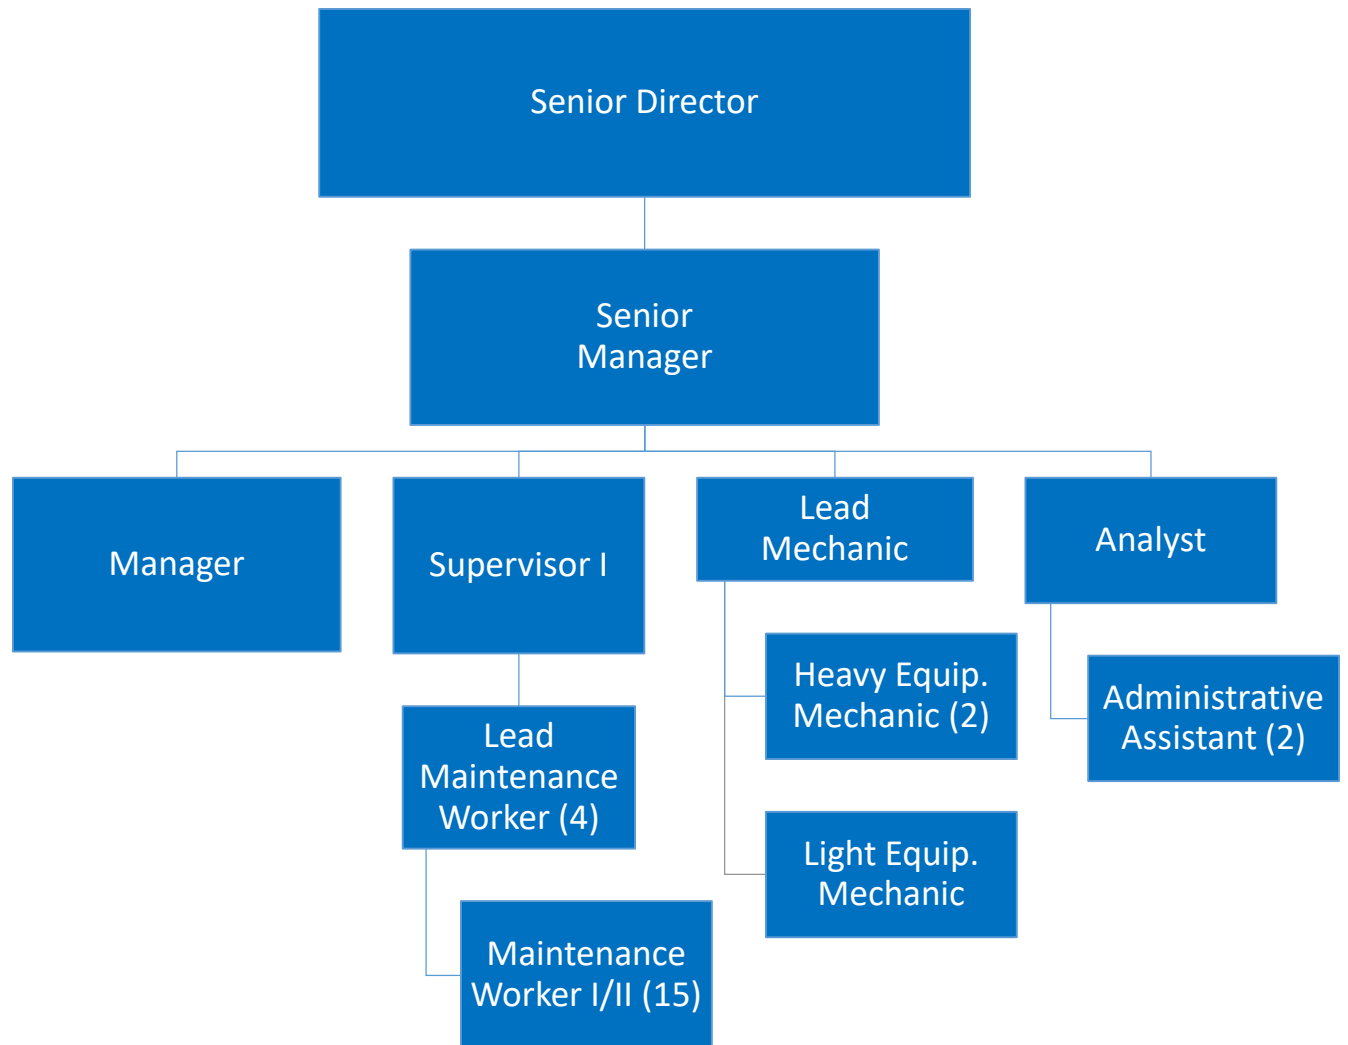 Senior Director
Senior
Manager
Manager
Supervisor I
Lead
Mechanic
Analyst
Heavy Equip.
Mechanic (2)
Administrative
Assistant (2)
Lead
Maintenance
Worker (4)
Light Equip.
Mechanic
Maintenance
Worker I/II (15)